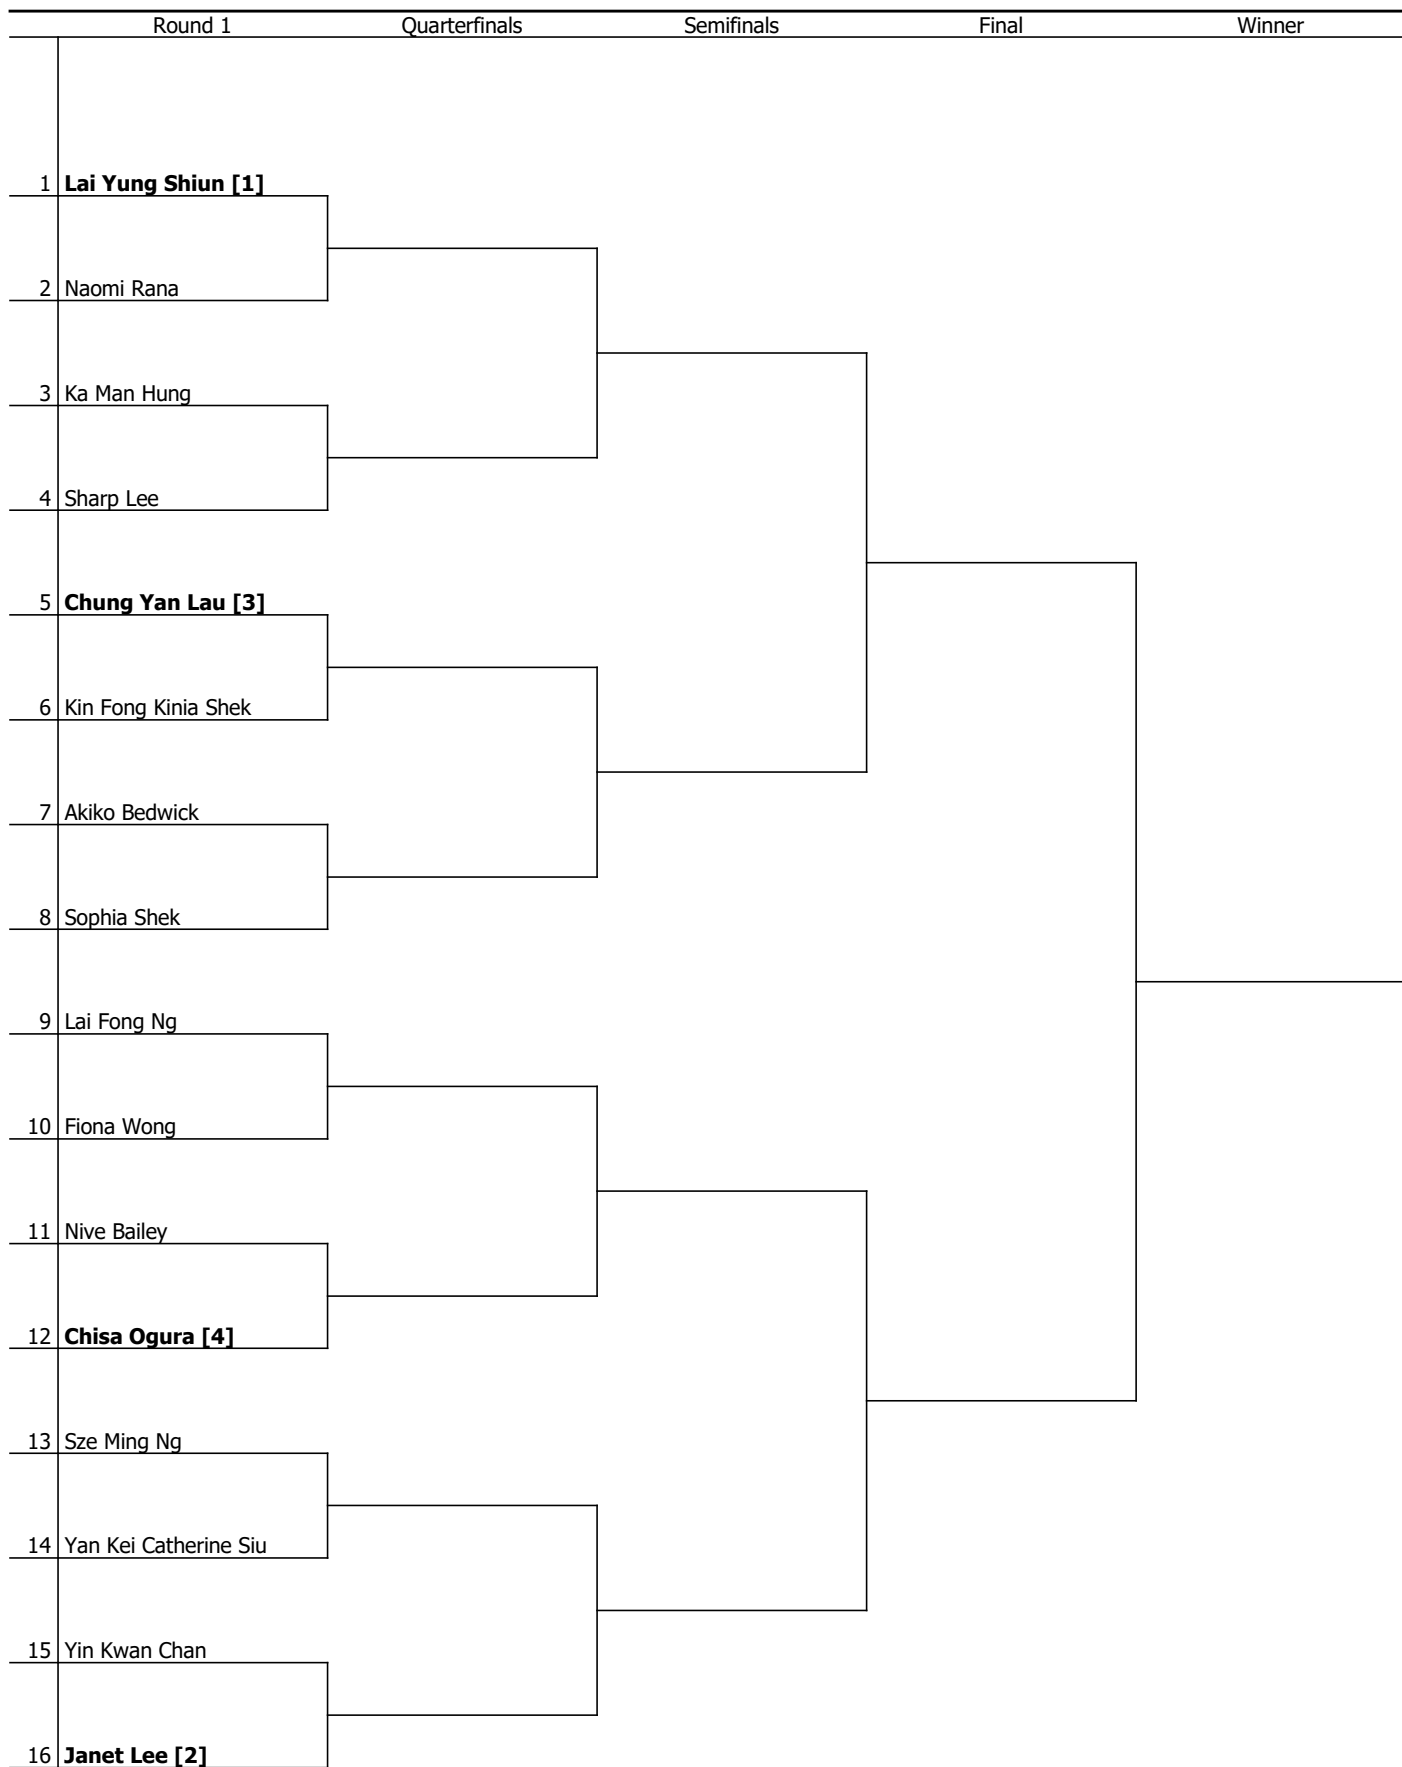 Round 1 Quarterfinals Semifinals Final Winner
1 Lai Yung Shiun [1]
2 Naomi Rana
3 Ka Man Hung
4 Sharp Lee
5 Chung Yan Lau [3]
6 Kin Fong Kinia Shek
7 Akiko Bedwick
8 Sophia Shek
9 Lai Fong Ng
10 Fiona Wong
11 Nive Bailey
12 Chisa Ogura [4]
13 Sze Ming Ng
14 Yan Kei Catherine Siu
15 Yin Kwan Chan
16 Janet Lee [2]